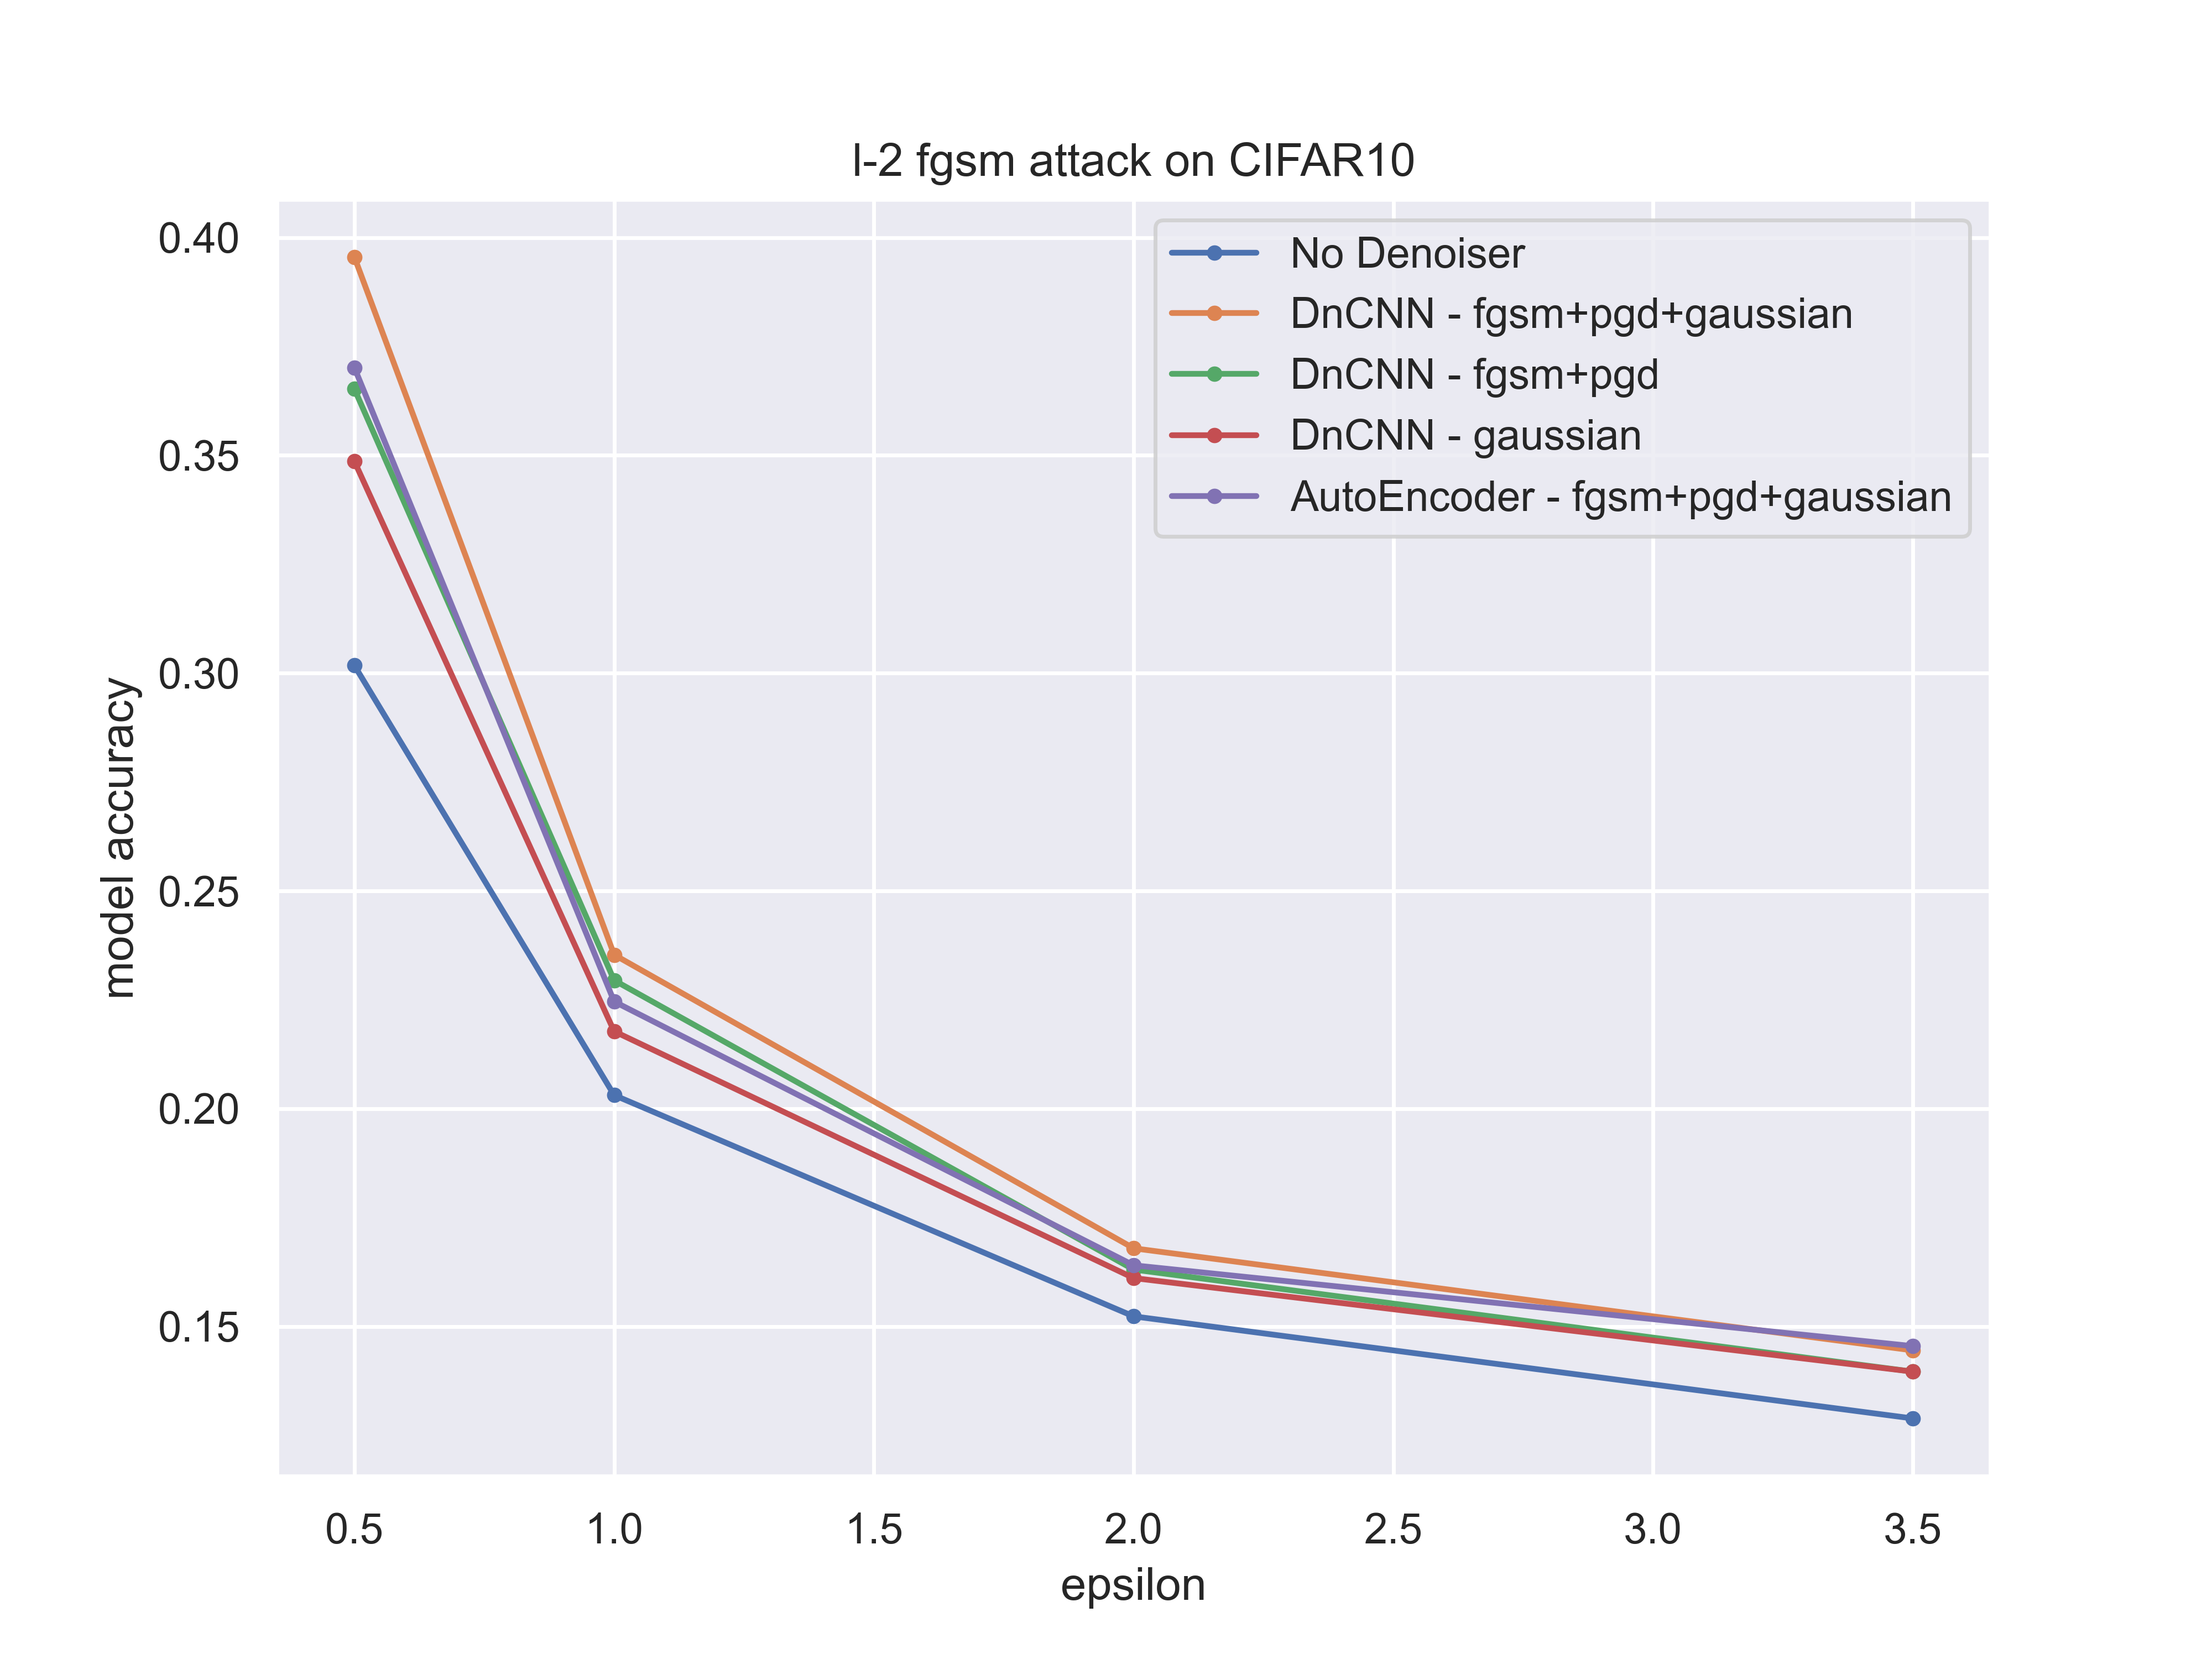 l-2 fgsm attack on CIFAR10
No Denoiser
DnCNN - fgsm+pgd+gaussian
DnCNN - fgsm+pgd
DnCNN - gaussian
AutoEncoder - fgsm+pgd+gaussian
model accuracy
0.40
0.35
0.30
0.25
0.20
0.15
0.5 1.0 1.5 2.0 2.5 3.0 3.5
epsilon